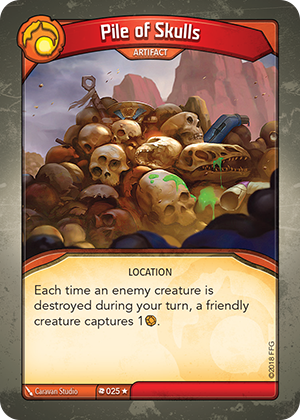 Pile of Skulls
ARTIFACT
LOCATION
Each time an enemy creature is
destroyed during your turn, a friendly
creature captures 1.
©2018 FFG
Caravan Studio
025★